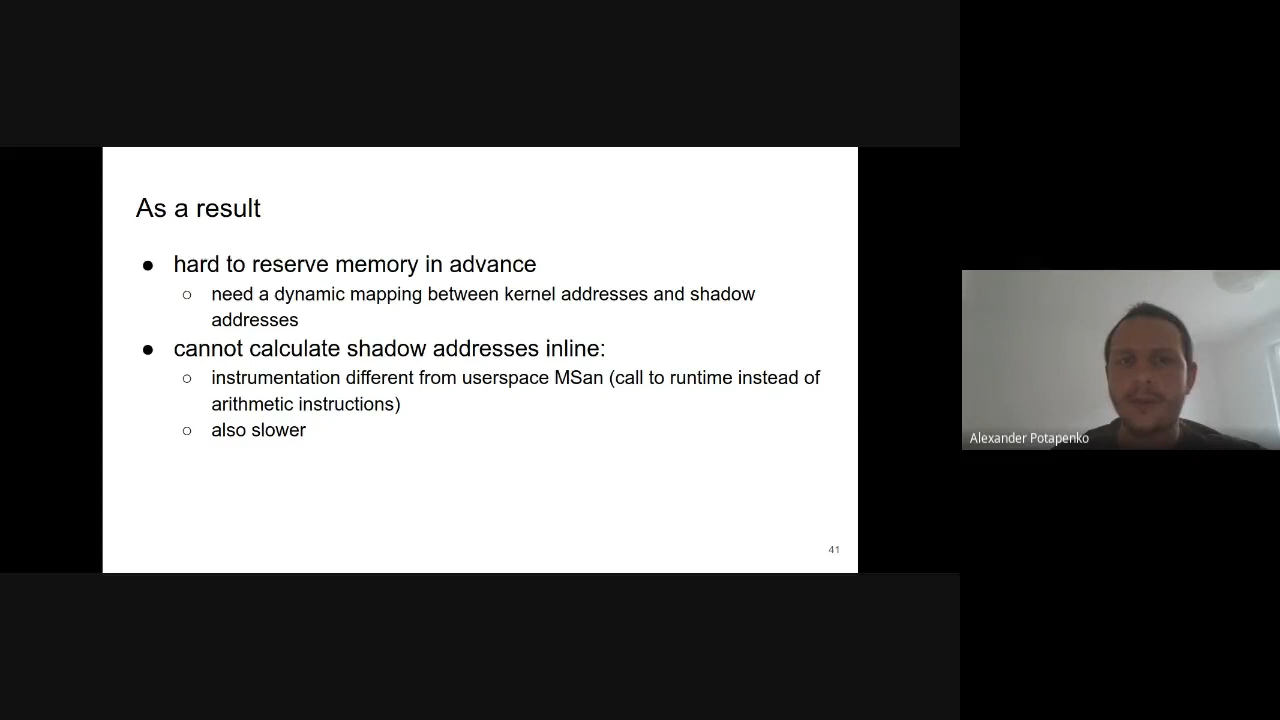 As a result
● hard to reserve memory in advance
○ need a dynamic mapping between kernel addresses and shadow
addresses
● cannot calculate shadow addresses inline:
○ instrumentation different from userspace MSan (call to runtime instead of
arithmetic instructions)
○ also slower
41
Alexander Potapenko